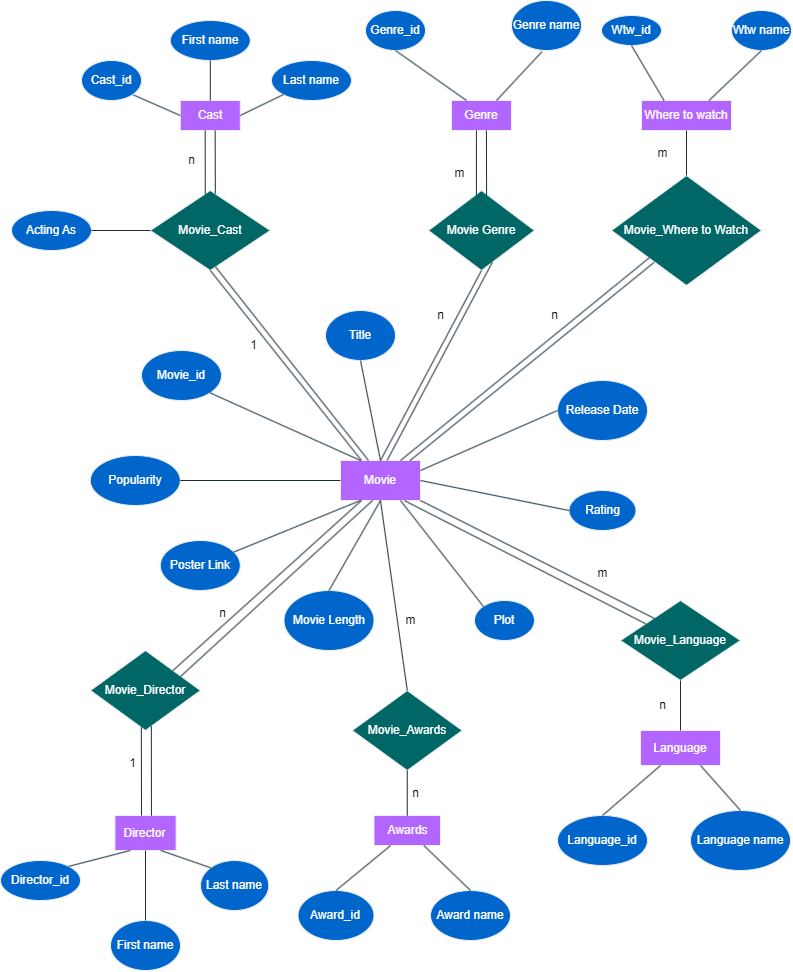 First name
Genre_id
Genre name
Wtw_id
Wtw name
Cast_id
Last name
Cast
Genre
Where to watch
n
m
m
Acting As
Movie_Cast
Movie Genre
Movie_Where to Watch
1
n
n
Title
Movie_id
Release Date
Popularity
Movie
Rating
Poster Link
Movie Length
Plot
m
n
m
Movie_Language
Movie_Director
Movie_Awards
n
1
n
Language
Director
Awards
Language_id
Language name
Director_id
Last name
First name
Award_id
Award name